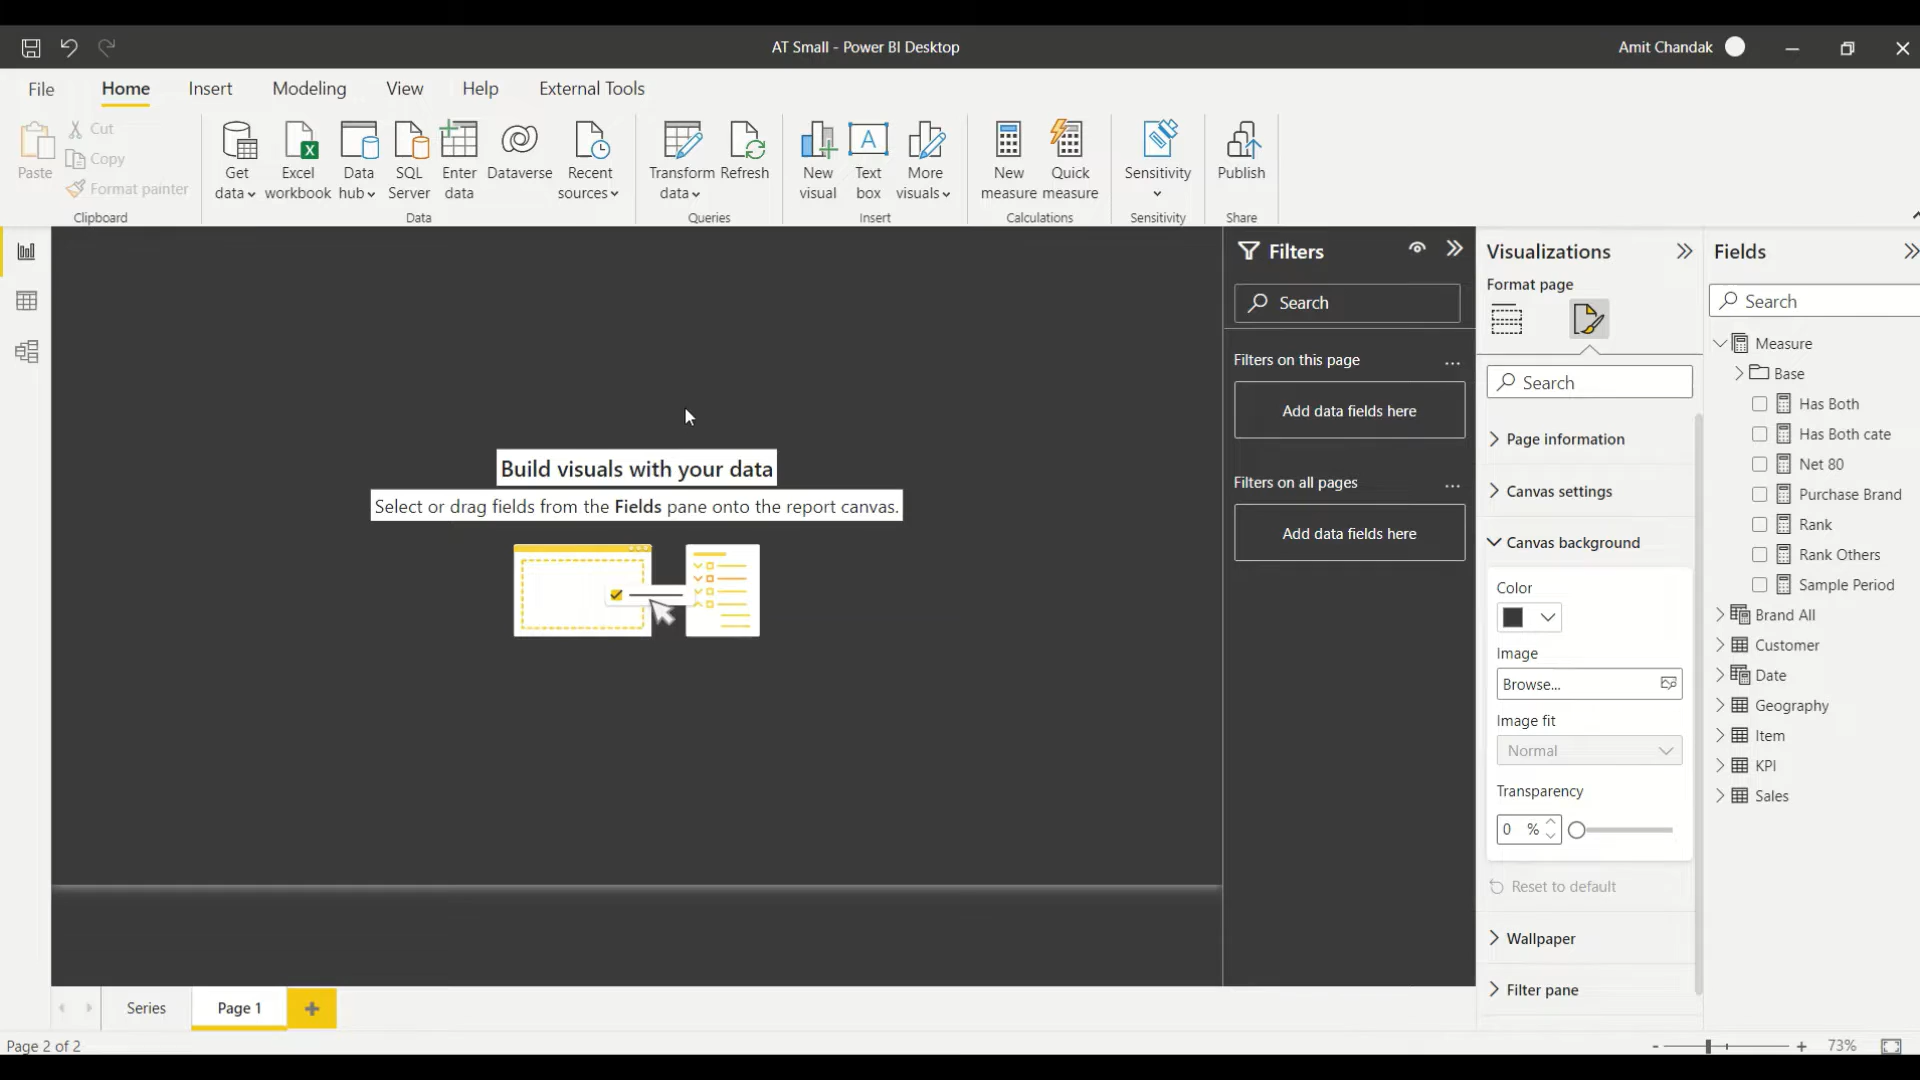 AT Small - Power BI Desktop
Amit Chandak
File Home Insert Modeling View Help External Tools
Paste
Cut
Copy
Format painter
Clipboard
Get data
Excel workbook
Data hub
SQL Server
Enter data
Dataverse
Recent sources
Data
Transform data
Refresh
Queries
New visual
Text box
More visuals
Insert
New measure
Quick measure
Calculations
Sensitivity
Sensitivity
Publish
Share
Build visuals with your data
Select or drag fields from the Fields pane onto the report canvas.
Filters
Search
Filters on this page ...
Add data fields here
Filters on all pages ...
Add data fields here
Visualizations
Format page
Search
Page information
Canvas settings
Canvas background
Color
Image
Browse...
Image fit
Normal
Transparency
0 %
Reset to default
Wallpaper
Filter pane
Fields
Search
Measure
Base
Has Both
Has Both cate
Net 80
Purchase Brand
Rank
Rank Others
Sample Period
Brand All
Customer
Date
Geography
Item
KPI
Sales
Series
Page 1
+
Page 2 of 2
- + 73%